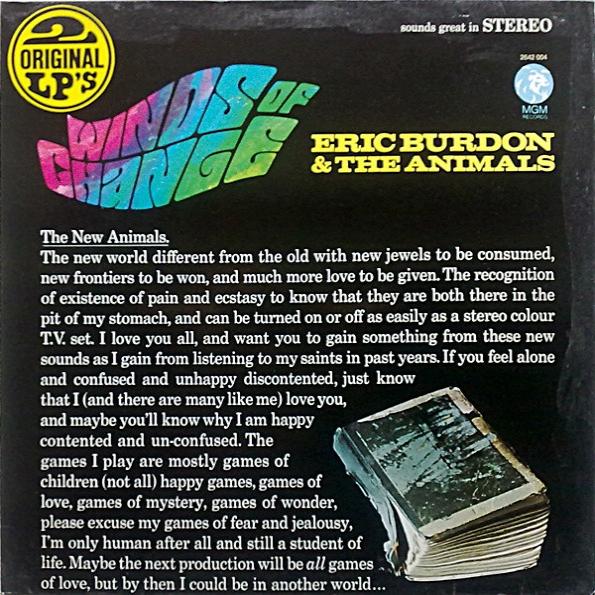 2
ORIGINAL
LP'S
sounds great in STEREO
2642 004
MGM
RECORDS
WINDS OF
CHANGE
ERIC BURDON
& THE ANIMALS
The New Animals.
The new world different from the old with new jewels to be consumed,
new frontiers to be won, and much more love to be given. The recognition
of existence of pain and ecstasy to know that they are both there in the
pit of my stomach, and can be turned on or off as easily as a stereo colour
T.V. set. I love you all, and want you to gain something from these new
sounds as I gain from listening to my saints in past years. If you feel alone
and confused and unhappy discontented, just know
that I (and there are many like me) love you,
and maybe you'll know why I am happy
contented and un-confused. The
games I play are mostly games of
children (not all) happy games, games of
love, games of mystery, games of wonder,
please excuse my games of fear and jealousy,
I'm only human after all and still a student of
life. Maybe the next production will be all games
of love, but by then I could be in another world...